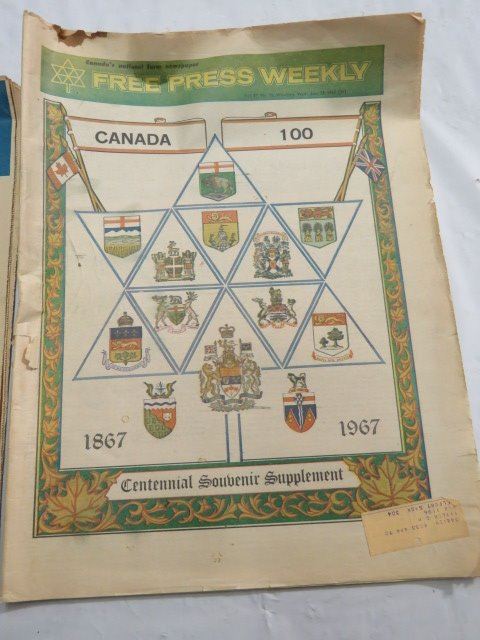 Canada's national farm newspaper
FREE PRESS WEEKLY
CANADA
100
1867
1967
Centennial Souvenir Supplement